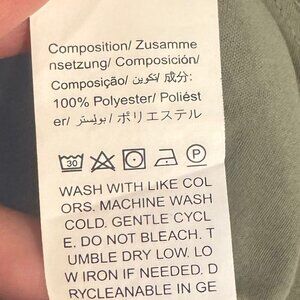 Composition/ Zusamme
nsetzung/ Composición/
Composição/ تكوين/ 成分:
100% Polyester/ Poliést
er/ بوليستر/ ポリエステル
30 P
WASH WITH LIKE COL
ORS. MACHINE WASH
COLD. GENTLE CYCL
E. DO NOT BLEACH. T
UMBLE DRY LOW. LO
W IRON IF NEEDED. D
RYCLEANABLE IN GE